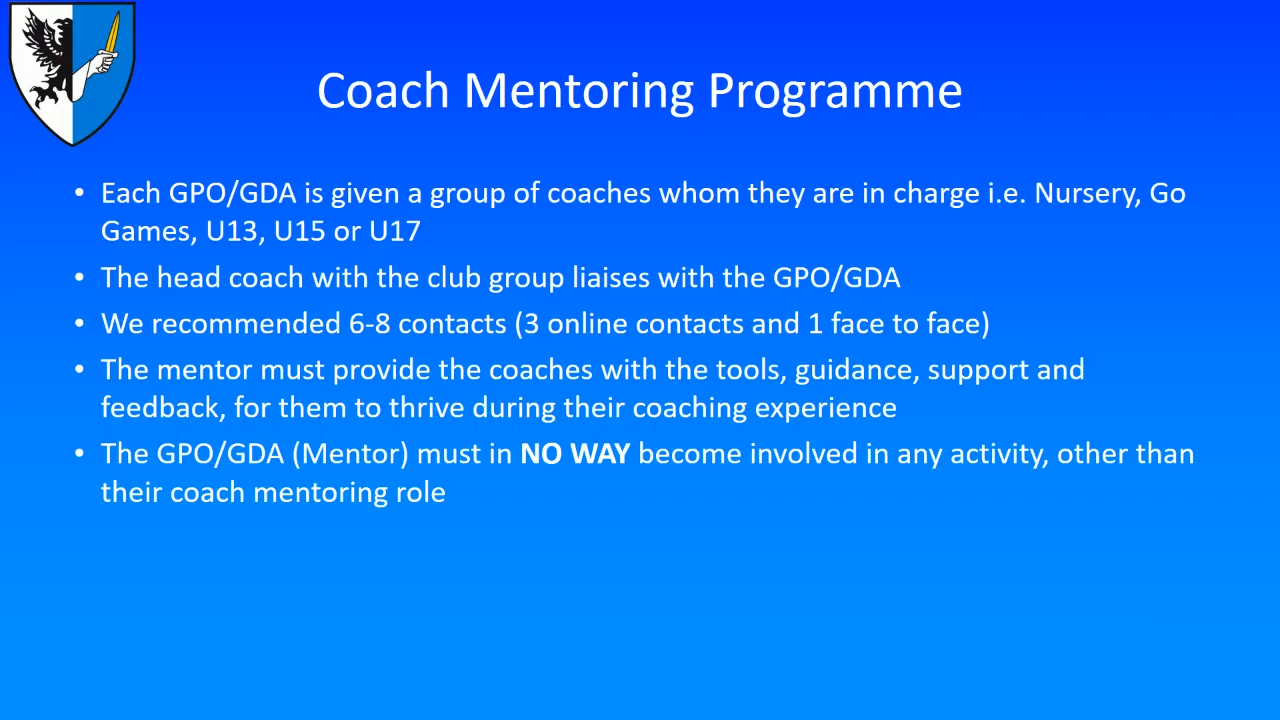 Coach Mentoring Programme
• Each GPO/GDA is given a group of coaches whom they are in charge i.e. Nursery, Go
Games, U13, U15 or U17
• The head coach with the club group liaises with the GPO/GDA
• We recommended 6-8 contacts (3 online contacts and 1 face to face)
• The mentor must provide the coaches with the tools, guidance, support and
feedback, for them to thrive during their coaching experience
• The GPO/GDA (Mentor) must in NO WAY become involved in any activity, other than
their coach mentoring role